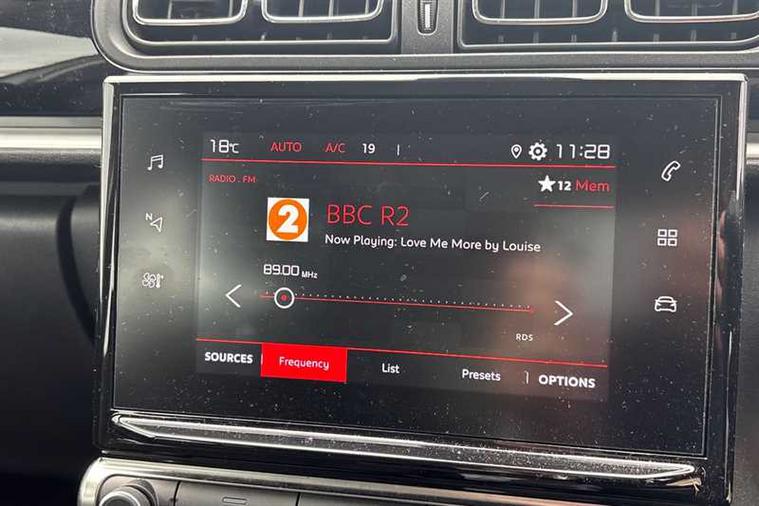 18°C AUTO A/C 19 11:28
RADIO . FM
12 Mem
2
BBC R2
Now Playing: Love Me More by Louise
89.00 MHz
RDS
SOURCES Frequency List Presets OPTIONS
N